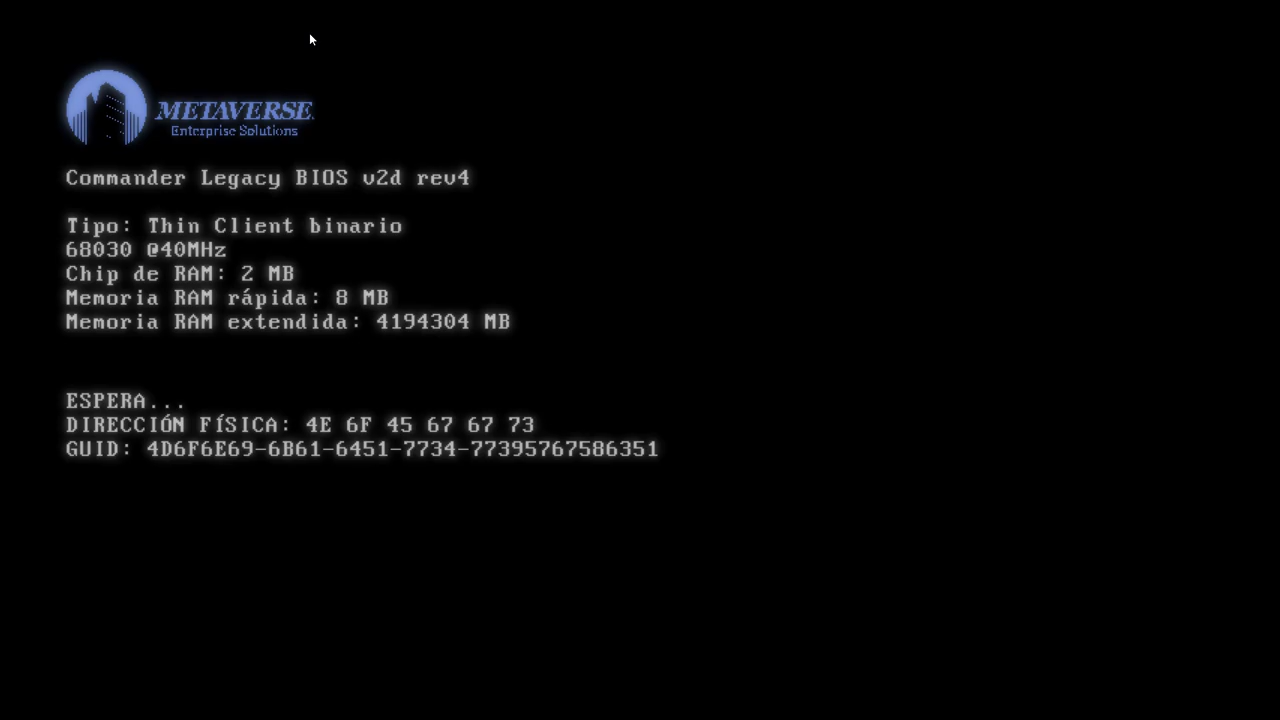 METAVERSE
Enterprise Solutions
Commander Legacy BIOS v2d rev4
Tipo: Thin Client binario
68030 @40MHz
Chip de RAM: 2 MB
Memoria RAM rápida: 8 MB
Memoria RAM extendida: 4194304 MB
ESPERA...
DIRECCIÓN FÍSICA: 4E 6F 45 67 67 73
GUID: 4D6F6E69-6B61-6451-7734-77395767586351